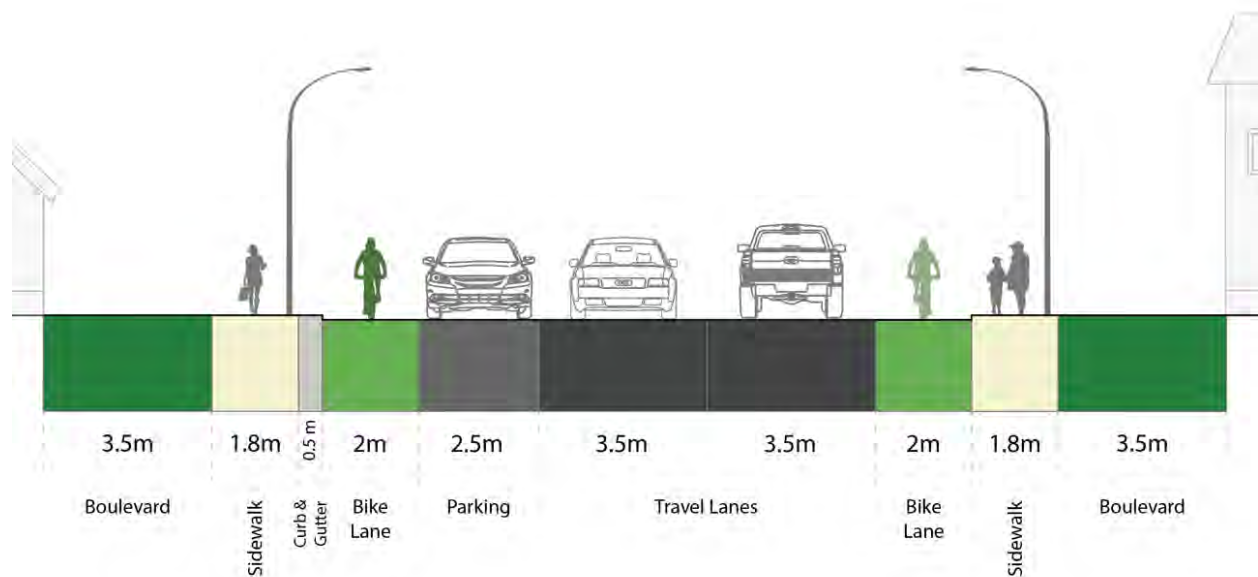 3.5m
1.8m
0.5 m
2m
2.5m
3.5m
3.5m
2m
1.8m
3.5m
Boulevard
Sidewalk
Curb &
Gutter
Bike
Lane
Parking
Travel Lanes
Bike
Lane
Sidewalk
Boulevard